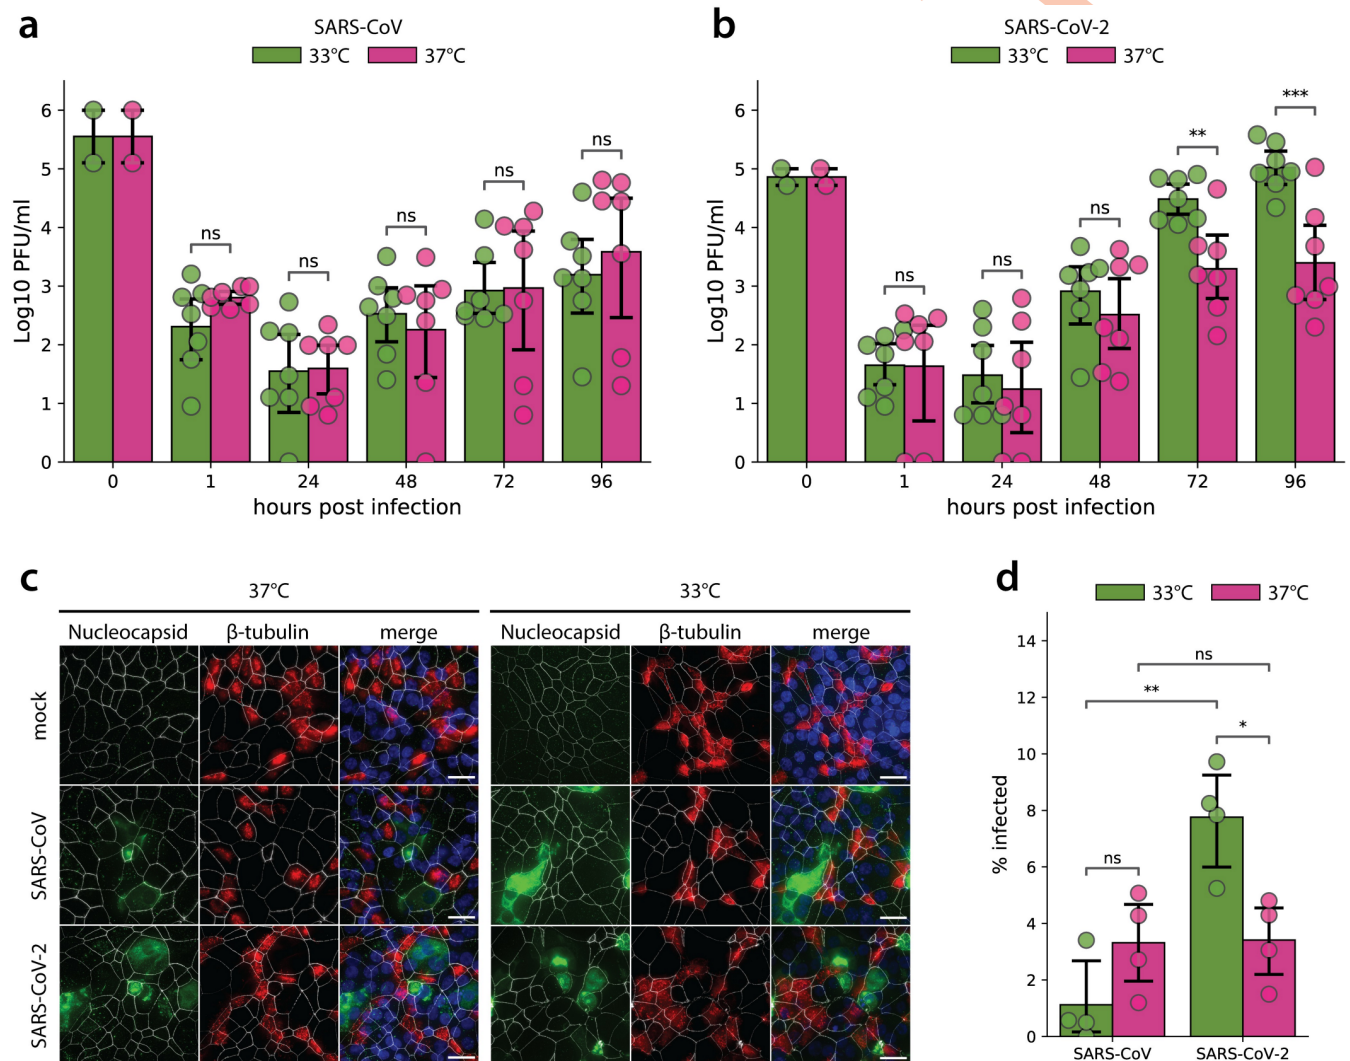 a
SARS-CoV
33°C 37°C
Log10 PFU/ml
6
5
4
3
2
1
0
ns
ns
ns
ns
ns
0 1 24 48 72 96
hours post infection
b
SARS-CoV-2
33°C 37°C
Log10 PFU/ml
6
5
4
3
2
1
0
ns
ns
ns
**
***
0 1 24 48 72 96
hours post infection
c
37°C 33°C
Nucleocapsid β-tubulin merge Nucleocapsid β-tubulin merge
mock
SARS-CoV
SARS-CoV-2
d
33°C 37°C
% infected
14
12
10
8
6
4
2
0
ns
**
*
ns
SARS-CoV SARS-CoV-2